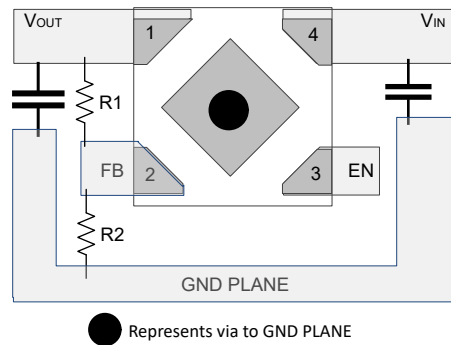 VOUT
1
4
VIN
R1
FB
2
3
EN
R2
GND PLANE
Represents via to GND PLANE